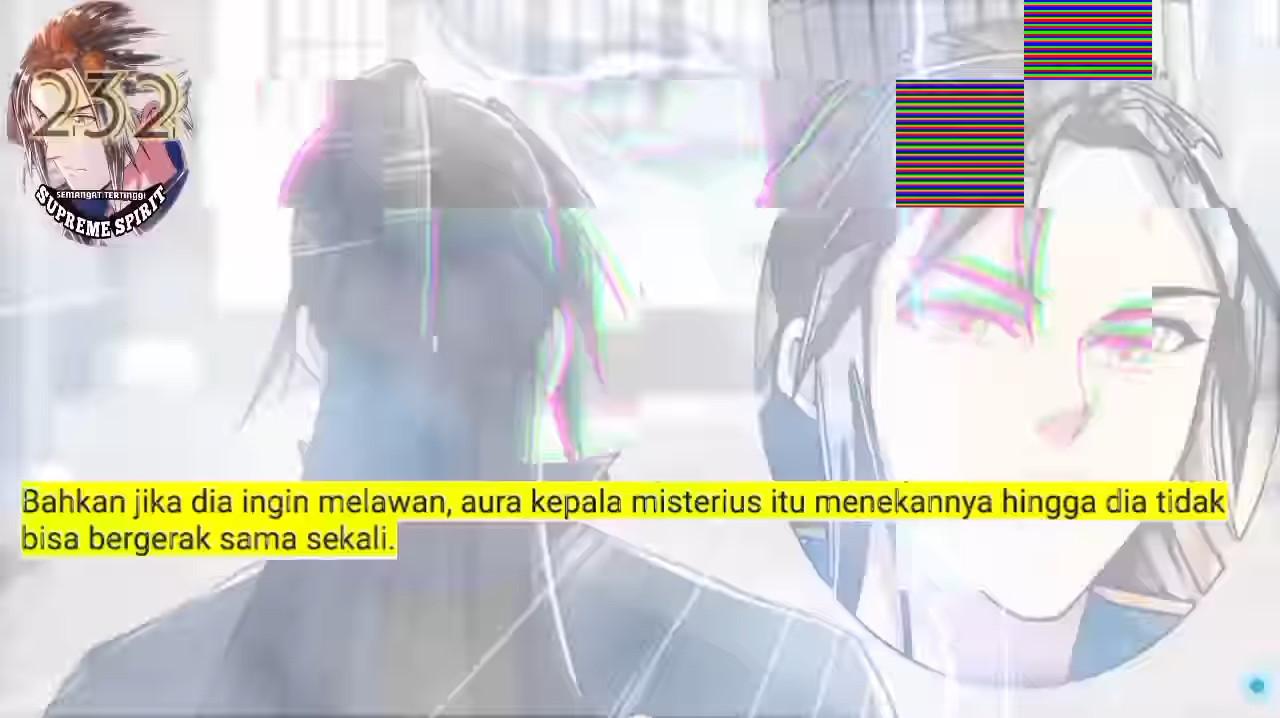 232
SEMANGAT TERTINGGI
SUPREME SPIRIT
Bahkan jika dia ingin melawan, aura kepala misterius itu menekannya hingga dia tidak
bisa bergerak sama sekali.